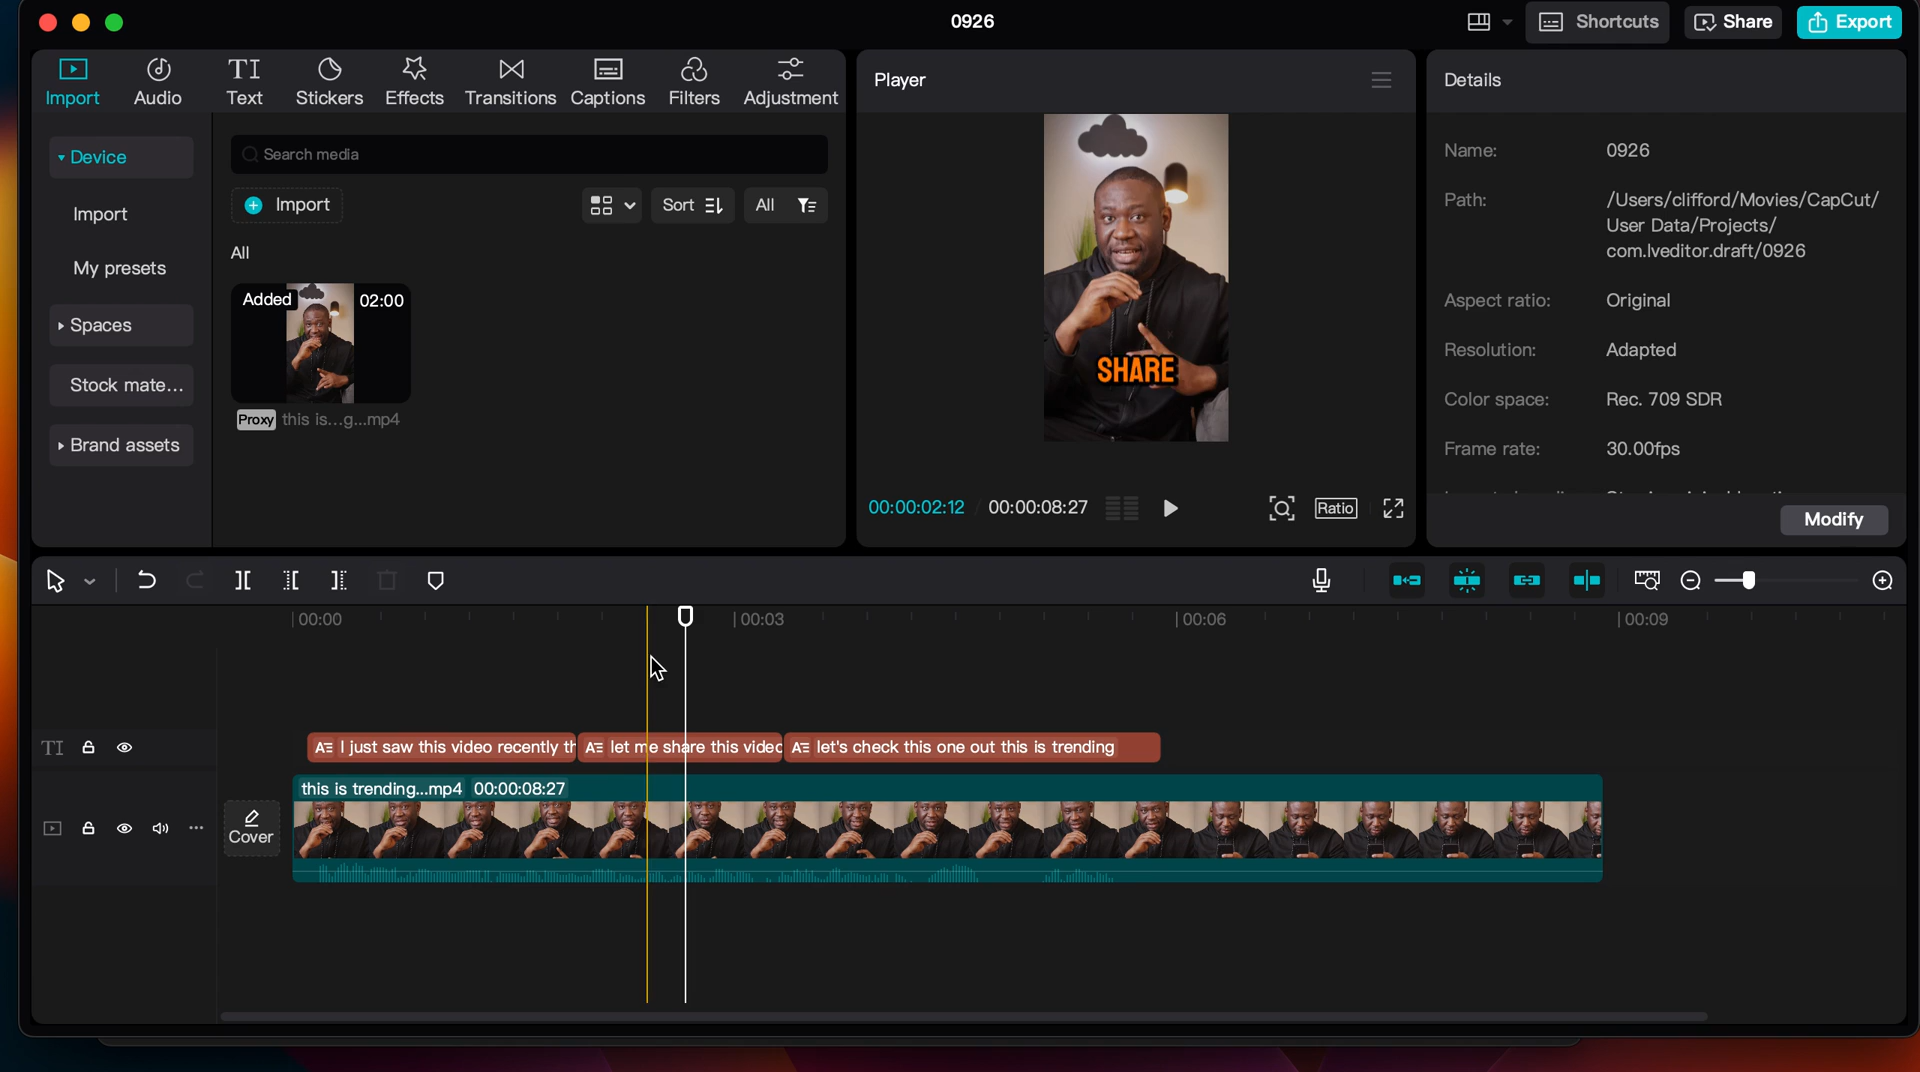 0926
Shortcuts
Share
Export
Import
Audio
TI
Text
Stickers
Effects
Transitions
Captions
Filters
Adjustment
Device
Import
My presets
Spaces
Stock mate...
Brand assets
Search media
Import
Sort
All
All
Added
02:00
Proxy this is...g...mp4
Player
SHARE
00:00:02:12
00:00:08:27
Ratio
Details
Name: 0926
Path: /Users/clifford/Movies/CapCut/
User Data/Projects/
com.lveditor.draft/0926
Aspect ratio: Original
Resolution: Adapted
Color space: Rec. 709 SDR
Frame rate: 30.00fps
Modify
00:00
00:03
00:06
00:09
TI
I just saw this video recently th
let me share this videc
let's check this one out this is trending
Cover
this is trending...mp4 00:00:08:27